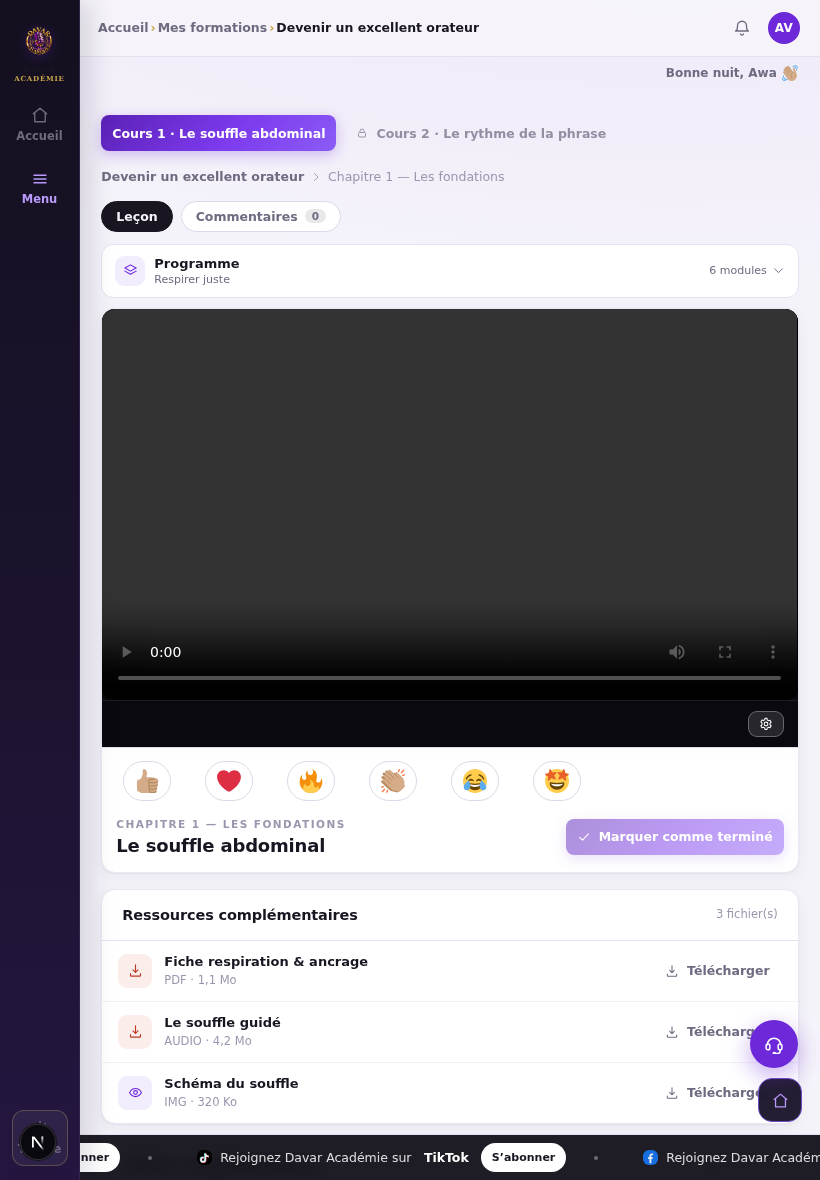 ACADÉMIE
Accueil
Menu
Accueil › Mes formations › Devenir un excellent orateur
AV
Bonne nuit, Awa 👋🏽
Cours 1 · Le souffle abdominal
Cours 2 · Le rythme de la phrase
Devenir un excellent orateur > Chapitre 1 — Les fondations
Leçon
Commentaires 0
Programme
Respirer juste
6 modules
0:00
CHAPITRE 1 — LES FONDATIONS
Le souffle abdominal
Marquer comme terminé
Ressources complémentaires
3 fichier(s)
Fiche respiration & ancrage
PDF · 1,1 Mo
Télécharger
Le souffle guidé
AUDIO · 4,2 Mo
Schéma du souffle
IMG · 320 Ko
N
Rejoignez Davar Académie sur TikTok
S’abonner
Rejoignez Davar